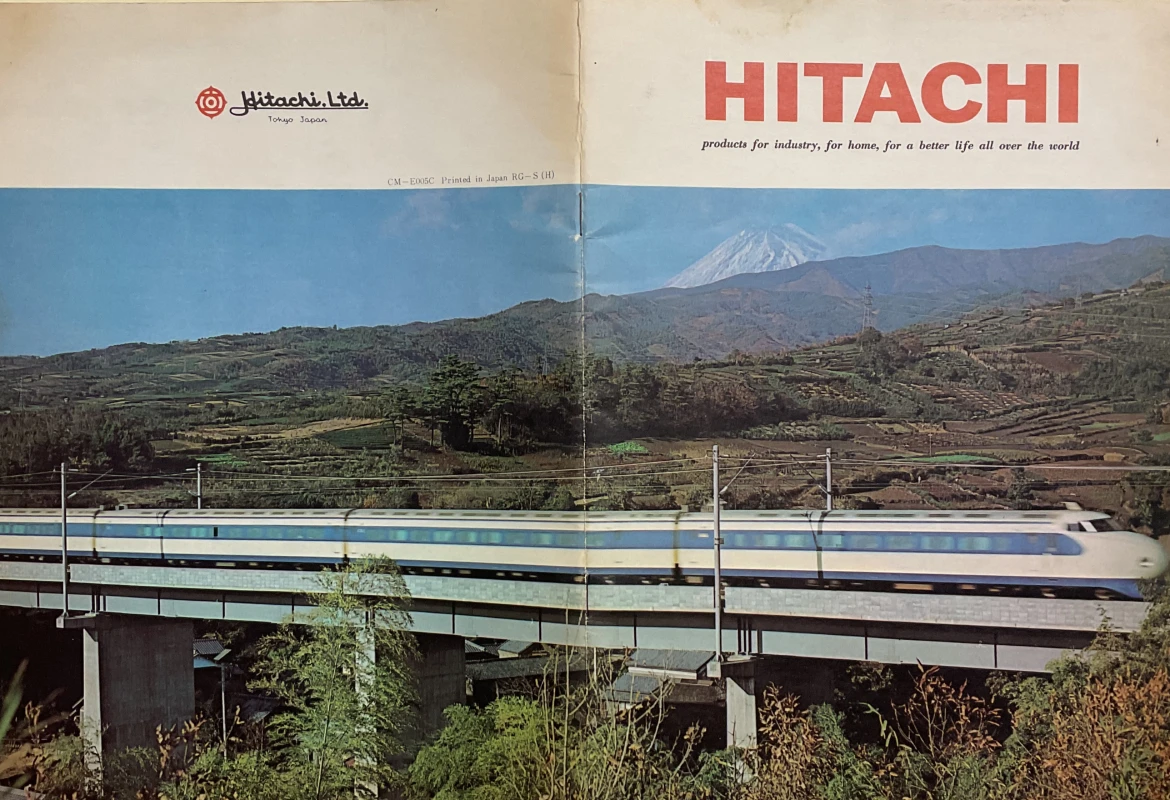 Hitachi, Ltd.
Tokyo Japan
CM-E005C Printed in Japan RG-S (H)
HITACHI
products for industry, for home, for a better life all over the world